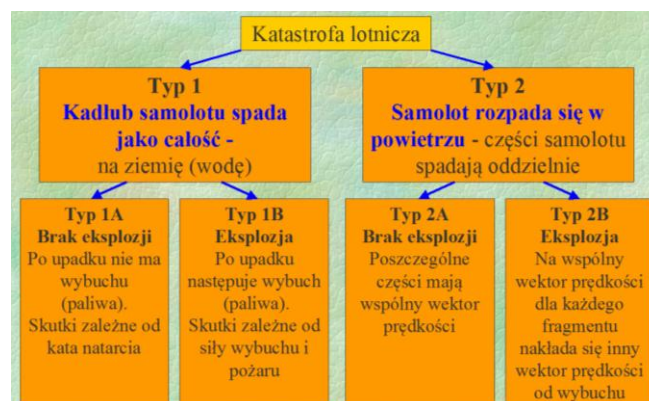 Katastrofa lotnicza
Typ 1
Kadłub samolotu spada
jako całość -
na ziemię (wodę)
Typ 2
Samolot rozpada się w
powietrzu - części samolotu
spadają oddzielnie
Typ 1A
Brak eksplozji
Po upadku nie ma
wybuchu
(paliwa).
Skutki zależne od
kata natarcia
Typ 1B
Eksplozja
Po upadku
następuje wybuch
(paliwa).
Skutki zależne od
siły wybuchu i
pożaru
Typ 2A
Brak eksplozji
Poszczególne
części mają
wspólny wektor
prędkości
Typ 2B
Eksplozja
Na wspólny
wektor prędkości
dla każdego
fragmentu
nakłada się inny
wektor prędkości
od wybuchu